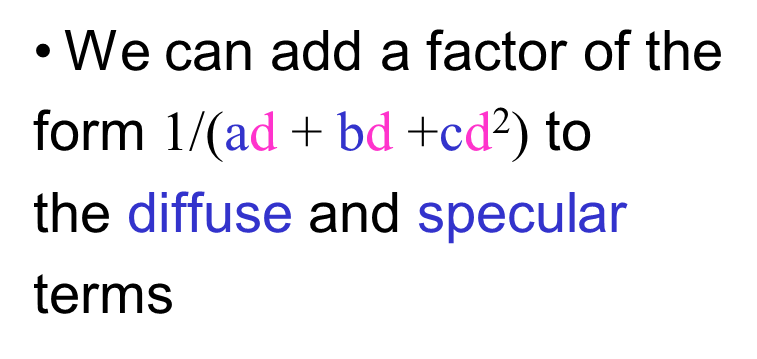 • We can add a factor of the
form 1/(ad + bd +cd²) to
the diffuse and specular
terms